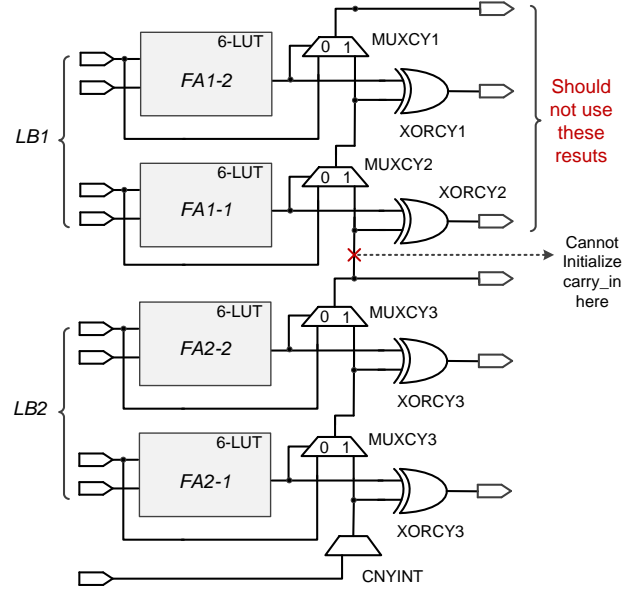 6-LUT
0 1
MUXCY1
FA1-2
Should
not use
these
resuts
XORCY1
LB1
MUXCY2
6-LUT
0 1
XORCY2
FA1-1
Cannot
Initialize
carry_in
here
6-LUT
0 1
MUXCY3
FA2-2
XORCY3
LB2
6-LUT
0 1
MUXCY3
FA2-1
XORCY3
CNYINT